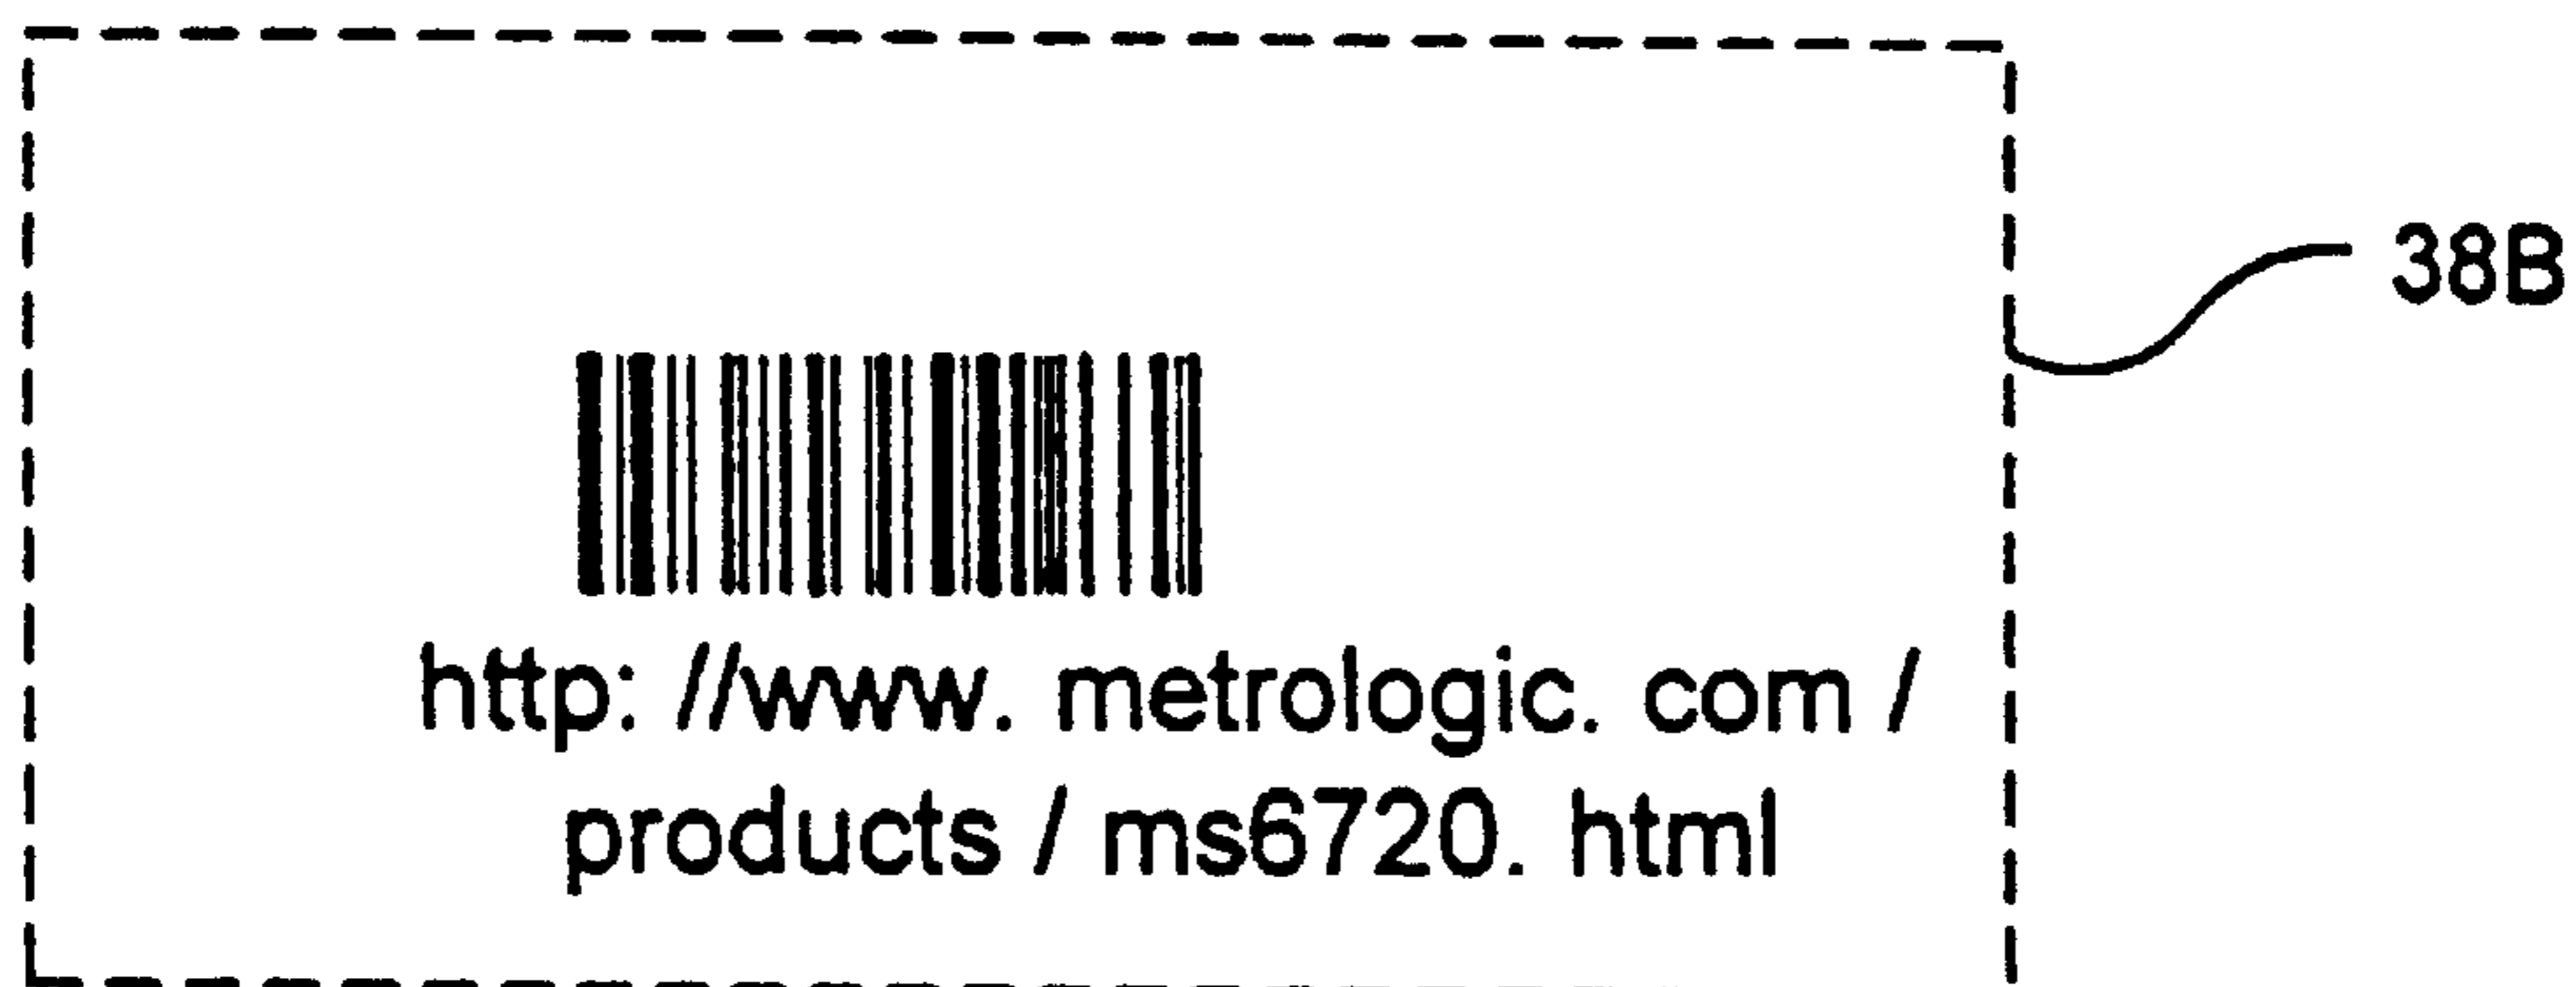 38B
http: //www. metrologic. com /
products / ms6720. html